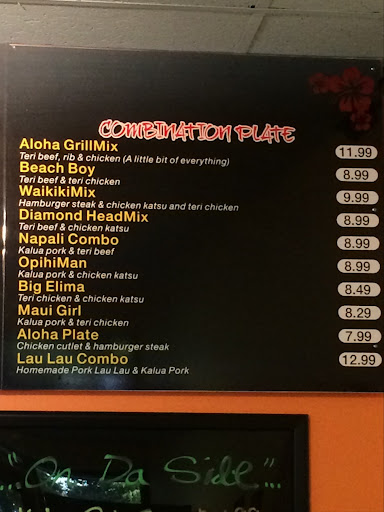 COMBINATION PLATE
Aloha GrillMix 11.99
Teri beef, rib & chicken (A little bit of everything)
Beach Boy 8.99
Teri beef & teri chicken
WaikikiMix 9.99
Hamburger steak & chicken katsu and teri chicken
Diamond HeadMix 8.99
Teri beef & chicken katsu
Napali Combo 8.99
Kalua pork & teri beef
OpihiMan 8.99
Kalua pork & chicken katsu
Big Elima 8.49
Teri chicken & chicken katsu
Maui Girl 8.29
Kalua pork & teri chicken
Aloha Plate 7.99
Chicken cutlet & hamburger steak
Lau Lau Combo 12.99
Homemade Pork Lau Lau & Kalua Pork
"...On Da Side"...